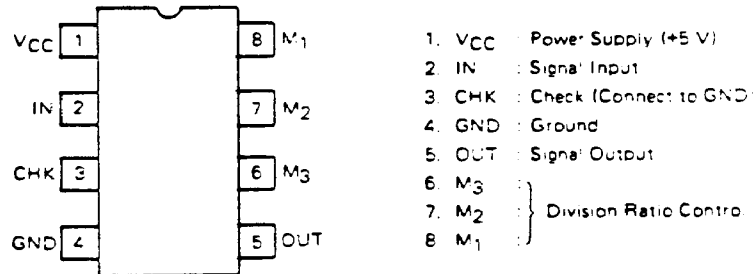 VCC 1 8 M1
IN 2 7 M2
CHK 3 6 M3
GND 4 5 OUT
1. VCC : Power Supply (+5 V)
2. IN : Signal Input
3. CHK : Check (Connect to GND
4. GND : Ground
5. OUT : Signal Output
6. M3 :
7. M2 : } Division Ratio Contro
8 M1 :